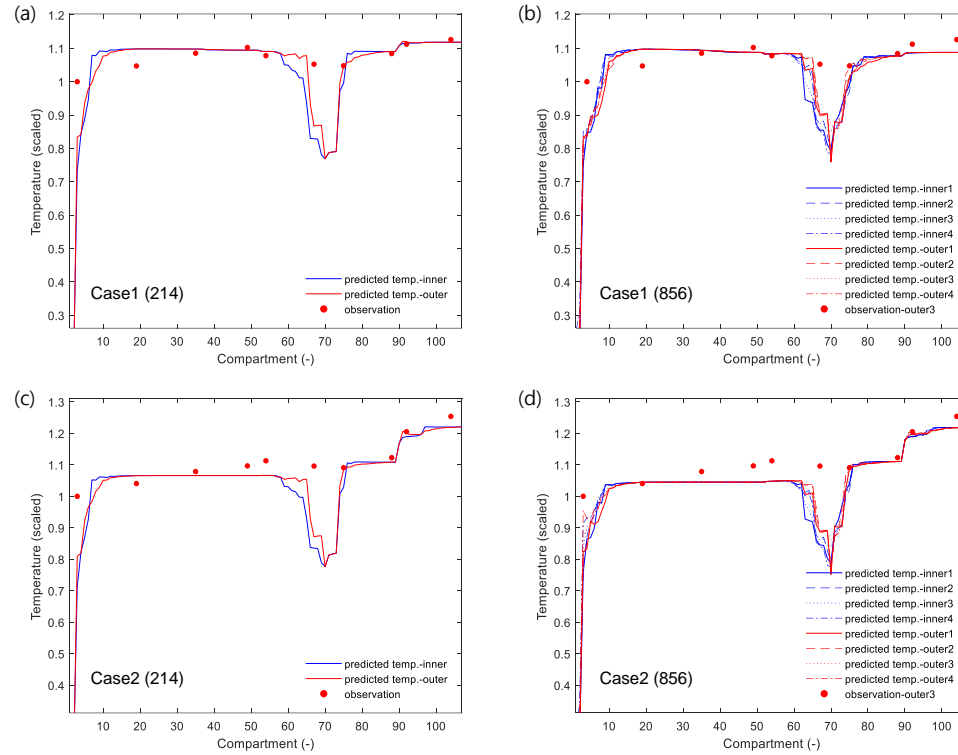 (a)
1.2
1.1
1
0.9
0.8
0.7
0.6
0.5
0.4
0.3
Temperature (scaled)
Case1 (214)
predicted temp.-inner
predicted temp.-outer
observation
10 20 30 40 50 60 70 80 90 100
Compartment (-)
(b)
1.2
1.1
1
0.9
0.8
0.7
0.6
0.5
0.4
0.3
Temperature (scaled)
Case1 (856)
predicted temp.-inner1
predicted temp.-inner2
predicted temp.-inner3
predicted temp.-inner4
predicted temp.-outer1
predicted temp.-outer2
predicted temp.-outer3
predicted temp.-outer4
observation-outer3
10 20 30 40 50 60 70 80 90 100
Compartment (-)
(c)
1.3
1.2
1.1
1
0.9
0.8
0.7
0.6
0.5
0.4
Temperature (scaled)
Case2 (214)
predicted temp.-inner
predicted temp.-outer
observation
10 20 30 40 50 60 70 80 90 100
Compartment (-)
(d)
1.3
1.2
1.1
1
0.9
0.8
0.7
0.6
0.5
0.4
Temperature (scaled)
Case2 (856)
predicted temp.-inner1
predicted temp.-inner2
predicted temp.-inner3
predicted temp.-inner4
predicted temp.-outer1
predicted temp.-outer2
predicted temp.-outer3
predicted temp.-outer4
observation-outer3
10 20 30 40 50 60 70 80 90 100
Compartment (-)